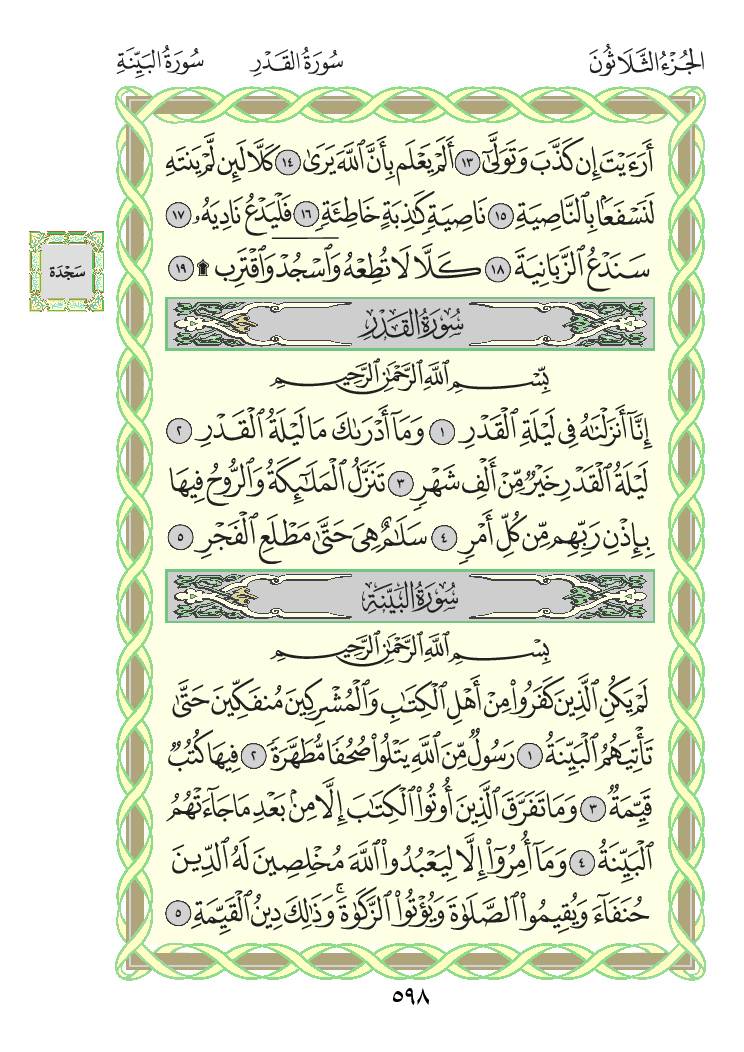 الجُزْءُ الثَّلَاثُونَ سُورَةُ القَدْرِ سُورَةُ البَيِّنَةِ
أَرَءَيْتَ إِن كَذَّبَ وَتَوَلَّىٰٓ ١٣ أَلَمْ يَعْلَم بِأَنَّ ٱللَّهَ يَرَىٰ ١٤ كَلَّا لَئِن لَّمْ يَنتَهِ
لَنَسْفَعًۢا بِٱلنَّاصِيَةِ ١٥ نَاصِيَةٍ كَٰذِبَةٍ خَاطِئَةٍ ١٦ فَلْيَدْعُ نَادِيَهُۥ ١٧
سَنَدْعُ ٱلزَّبَانِيَةَ ١٨ كَلَّا لَا تُطِعْهُ وَٱسْجُدْ وَٱقْتَرِب ۩ ١٩
سَجْدَة
سُورَةُ القَدْرِ
بِّسْمِ ٱللَّهِ ٱلرَّحْمَٰنِ ٱلرَّحِيمِ
إِنَّآ أَنزَلْنَٰهُ فِى لَيْلَةِ ٱلْقَدْرِ ١ وَمَآ أَدْرَىٰكَ مَا لَيْلَةُ ٱلْقَدْرِ ٢
لَيْلَةُ ٱلْقَدْرِ خَيْرٌ مِّنْ أَلْفِ شَهْرٍ ٣ تَنَزَّلُ ٱلْمَلَٰٓئِكَةُ وَٱلرُّوحُ فِيهَا
بِإِذْنِ رَبِّهِم مِّن كُلِّ أَمْرٍ ٤ سَلَٰمٌ هِىَ حَتَّىٰ مَطْلَعِ ٱلْفَجْرِ ٥
سُورَةُ البَيِّنَةِ
بِسْمِ ٱللَّهِ ٱلرَّحْمَٰنِ ٱلرَّحِيمِ
لَمْ يَكُنِ ٱلَّذِينَ كَفَرُوا۟ مِنْ أَهْلِ ٱلْكِتَٰبِ وَٱلْمُشْرِكِينَ مُنفَكِّينَ حَتَّىٰ
تَأْتِيَهُمُ ٱلْبَيِّنَةُ ١ رَسُولٌ مِّنَ ٱللَّهِ يَتْلُوا۟ صُحُفًا مُّطَهَّرَةً ٢ فِيهَا كُتُبٌ
قَيِّمَةٌ ٣ وَمَا تَفَرَّقَ ٱلَّذِينَ أُوتُوا۟ ٱلْكِتَٰبَ إِلَّا مِنۢ بَعْدِ مَا جَآءَتْهُمُ
ٱلْبَيِّنَةُ ٤ وَمَآ أُمِرُوٓا۟ إِلَّا لِيَعْبُدُوا۟ ٱللَّهَ مُخْلِصِينَ لَهُ ٱلدِّينَ
حُنَفَآءَ وَيُقِيمُوا۟ ٱلصَّلَوٰةَ وَيُؤْتُوا۟ ٱلزَّكَوٰةَ ۚ وَذَٰلِكَ دِينُ ٱلْقَيِّمَةِ ٥
٥٩٨